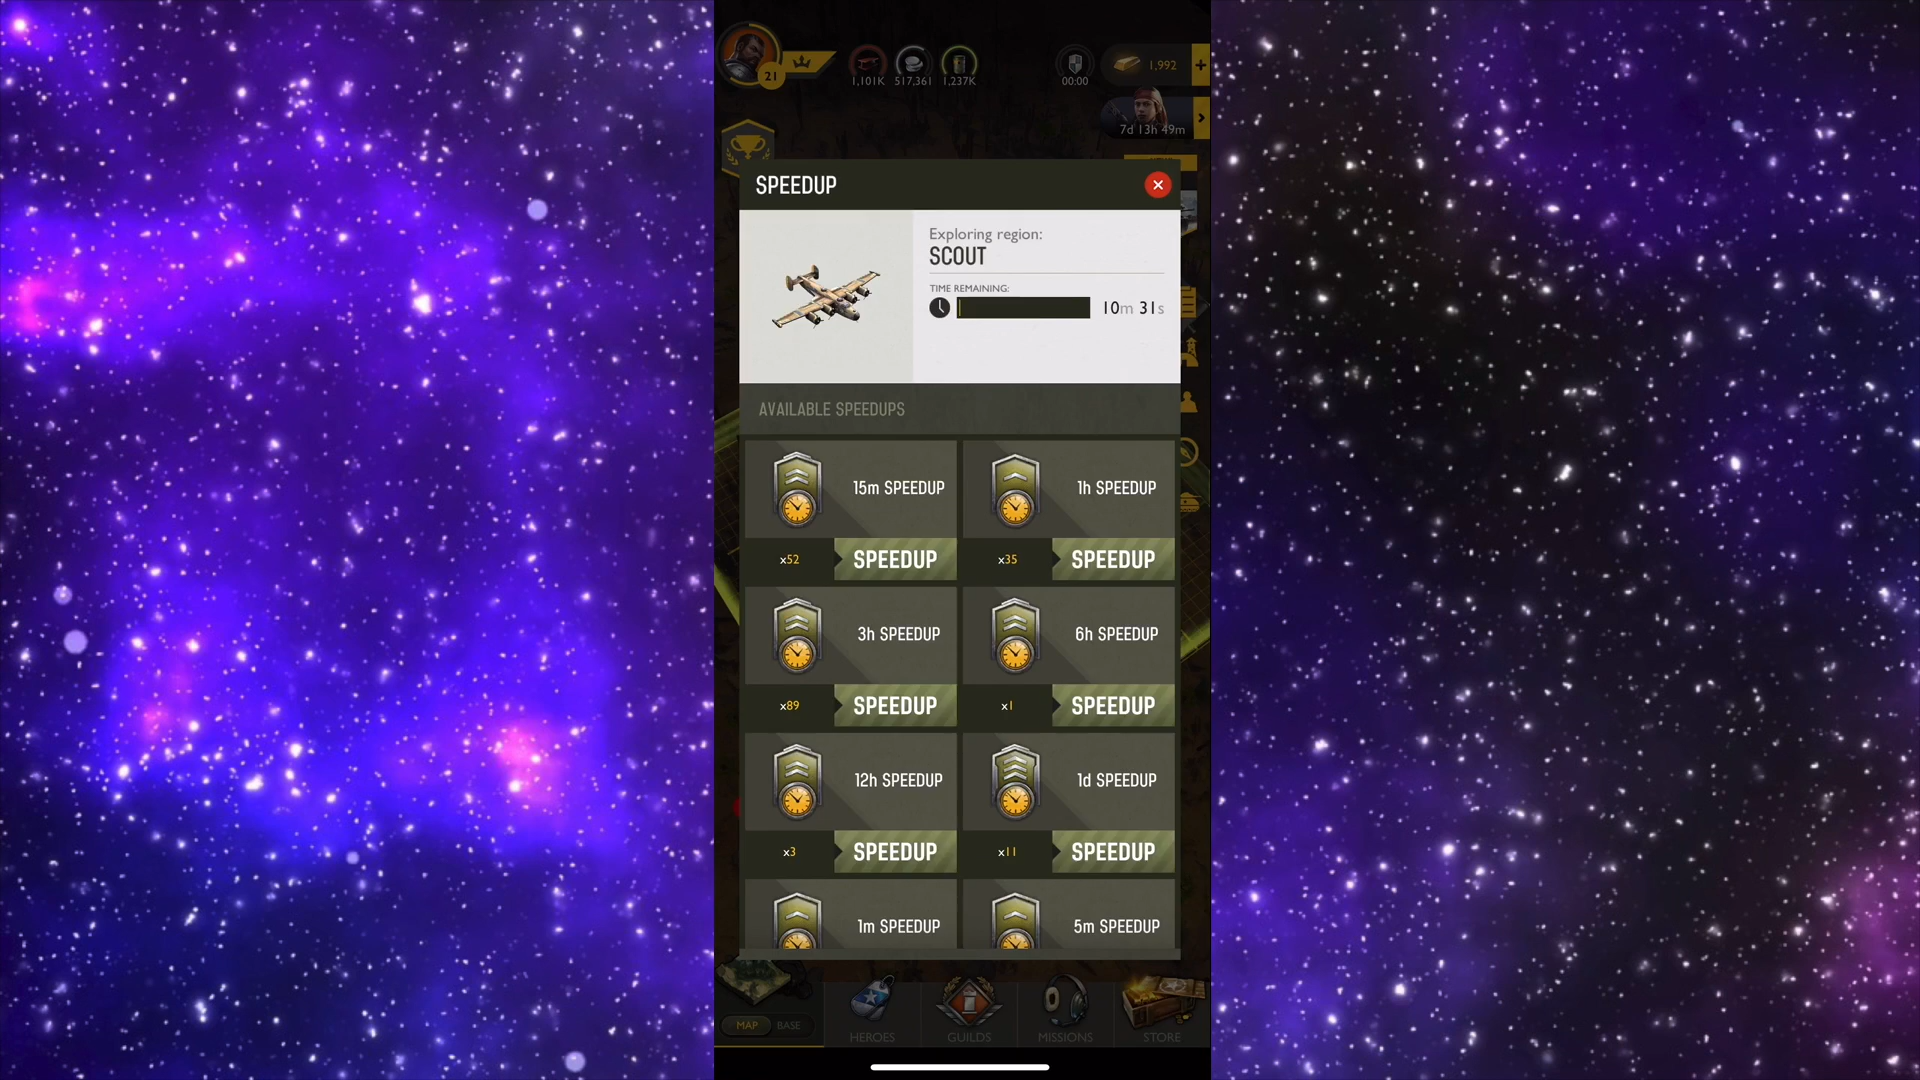 21
1,101K
517,361
1,237K
00:00
1,992
7d 13h 49m
SPEEDUP
Exploring region:
SCOUT
TIME REMAINING:
10m 31s
AVAILABLE SPEEDUPS
15m SPEEDUP
1h SPEEDUP
x52
SPEEDUP
x35
SPEEDUP
3h SPEEDUP
6h SPEEDUP
x89
SPEEDUP
x1
SPEEDUP
12h SPEEDUP
1d SPEEDUP
x3
SPEEDUP
x11
SPEEDUP
1m SPEEDUP
5m SPEEDUP
MAP
BASE
HEROES
GUILDS
MISSIONS
STORE